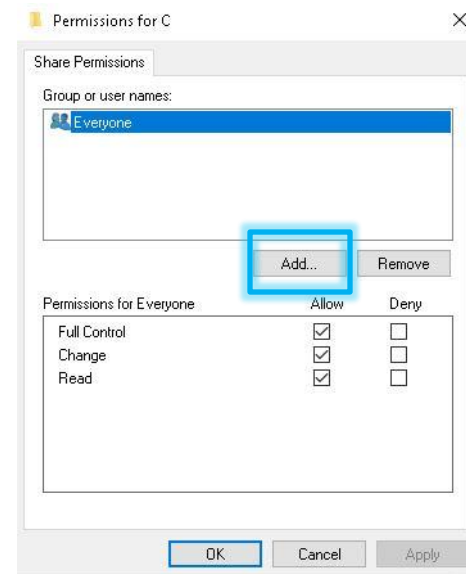 Permissions for C
Share Permissions
Group or user names:
Everyone
Add...
Remove
Permissions for Everyone Allow Deny
Full Control
Change
Read
OK Cancel Apply